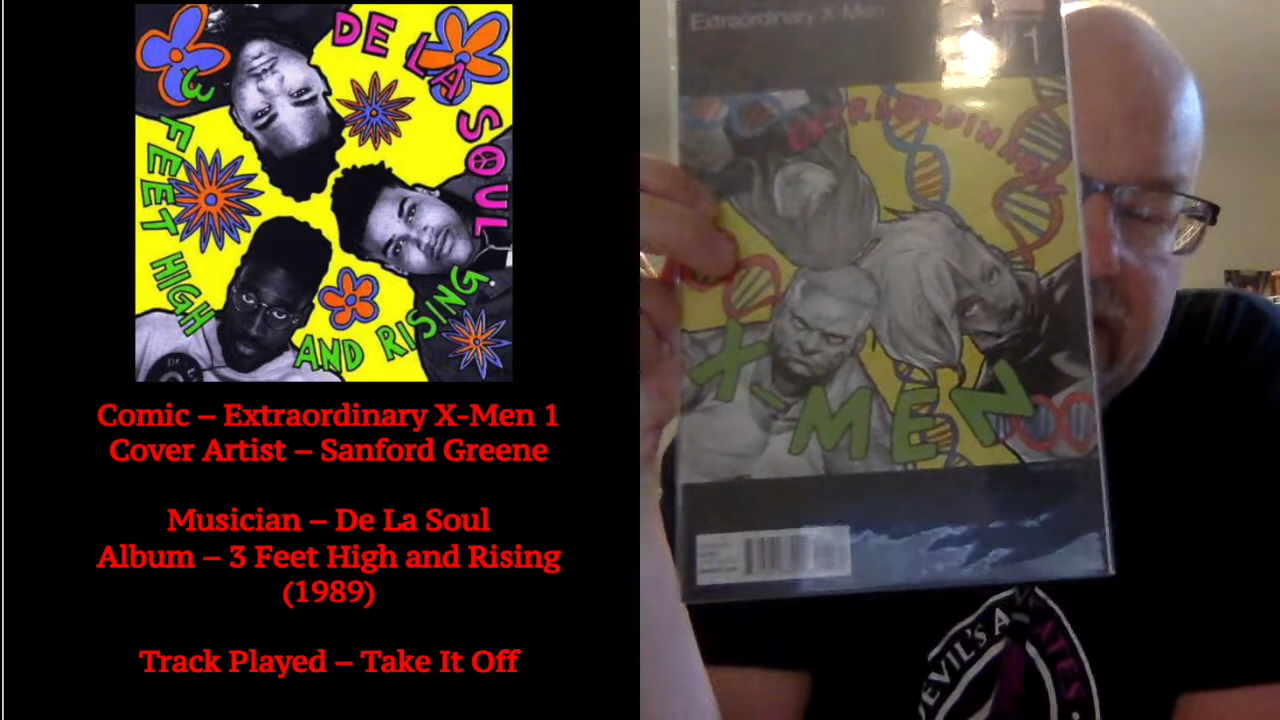 DE LA SOUL
3 FEET HIGH
AND RISING
Comic – Extraordinary X-Men 1
Cover Artist – Sanford Greene
Musician – De La Soul
Album – 3 Feet High and Rising
(1989)
Track Played – Take It Off
Extraordinary X-Men
1
X-MEN
DEVIL'S